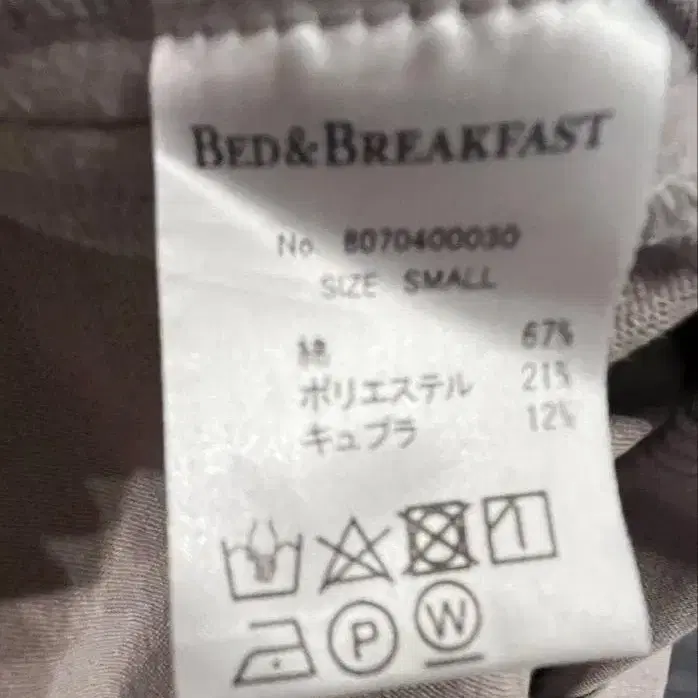 BED&BREAKFAST
No. 8070400030
SIZE SMALL
綿 67%
ポリエステル 21%
キュプラ 12%
P W